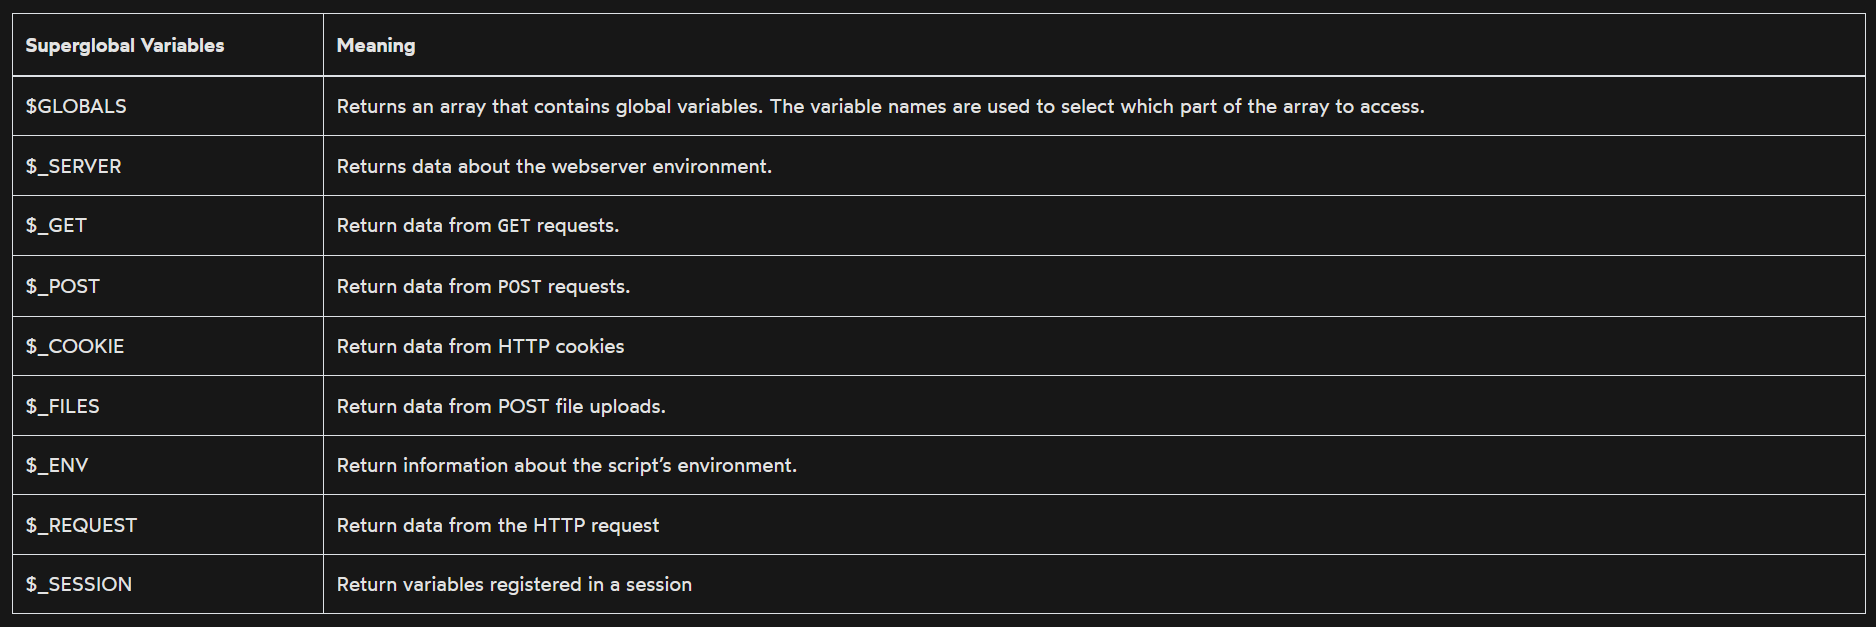 Superglobal Variables Meaning
$GLOBALS Returns an array that contains global variables. The variable names are used to select which part of the array to access.
$_SERVER Returns data about the webserver environment.
$_GET Return data from GET requests.
$_POST Return data from POST requests.
$_COOKIE Return data from HTTP cookies
$_FILES Return data from POST file uploads.
$_ENV Return information about the script’s environment.
$_REQUEST Return data from the HTTP request
$_SESSION Return variables registered in a session